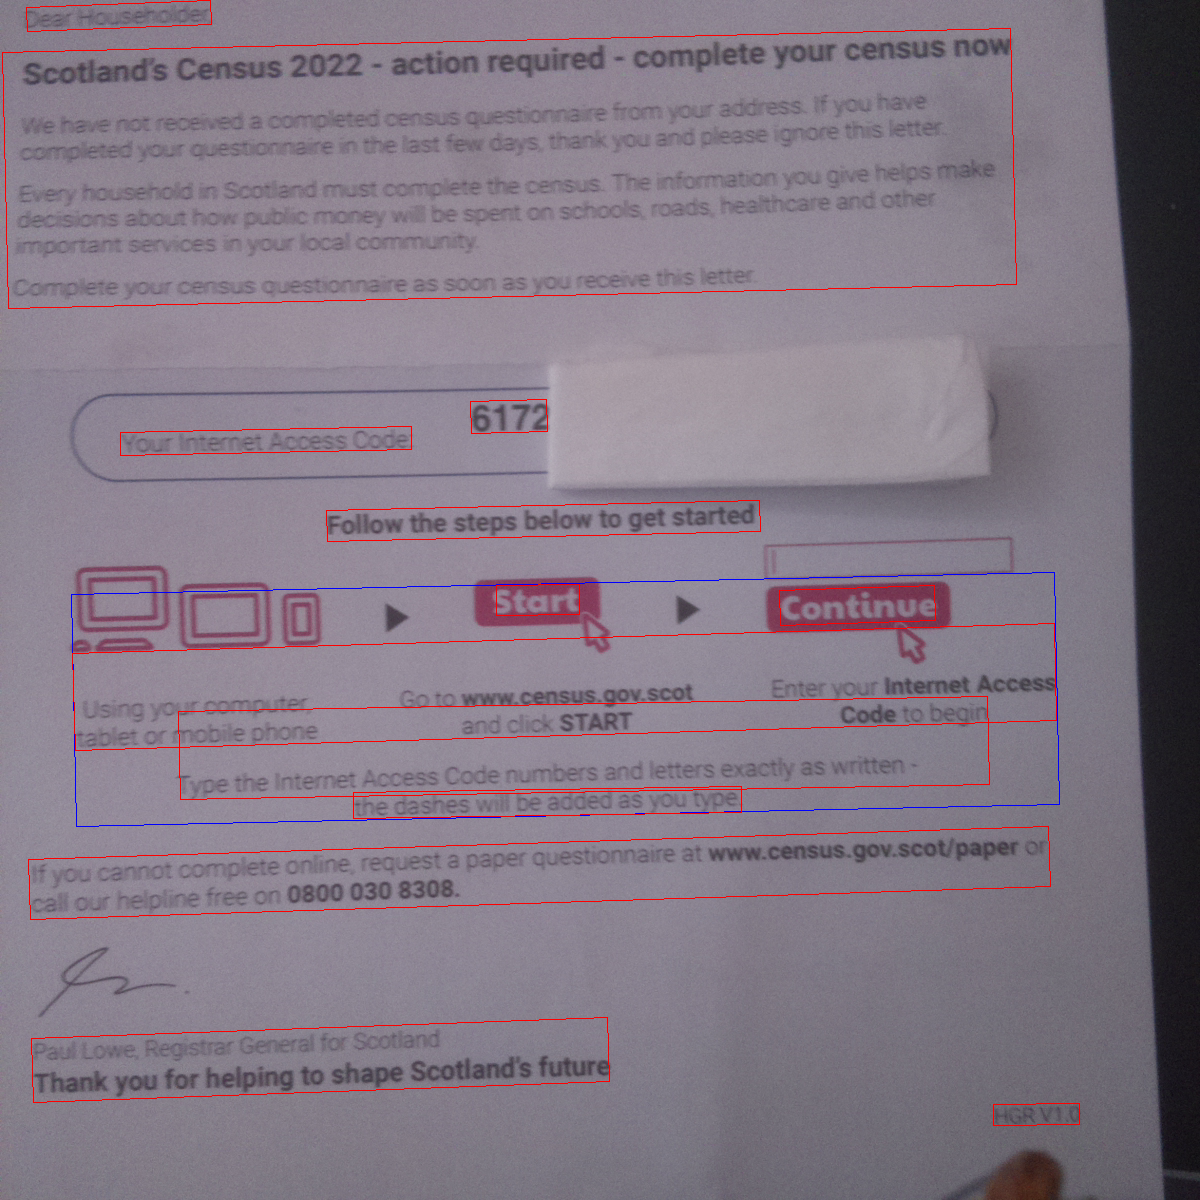 Dear Householder
Scotland's Census 2022 - action required - complete your census now
We have not received a completed census questionnaire from your address. If you have
completed your questionnaire in the last few days, thank you and please ignore this letter.
Every household in Scotland must complete the census. The information you give helps make
decisions about how public money will be spent on schools, roads, healthcare and other
important services in your local community.
Complete your census questionnaire as soon as you receive this letter.
Your Internet Access Code 6172
Follow the steps below to get started
Start
Continue
Using your computer,
tablet or mobile phone
Go to www.census.gov.scot
and click START
Enter your Internet Access
Code to begin
Type the Internet Access Code numbers and letters exactly as written -
the dashes will be added as you type
If you cannot complete online, request a paper questionnaire at www.census.gov.scot/paper or
call our helpline free on 0800 030 8308.
Paul Lowe, Registrar General for Scotland
Thank you for helping to shape Scotland's future
HGR V1.0